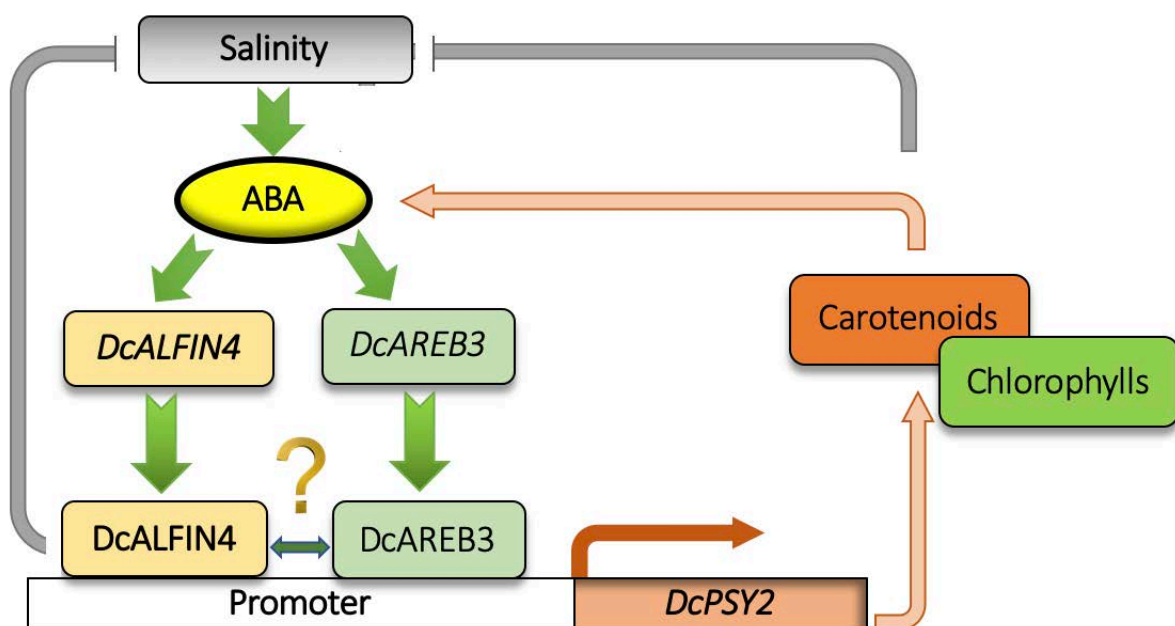 Salinity
ABA
DcALFIN4
DcAREB3
Carotenoids
Chlorophylls
?
DcALFIN4
DcAREB3
Promoter
DcPSY2